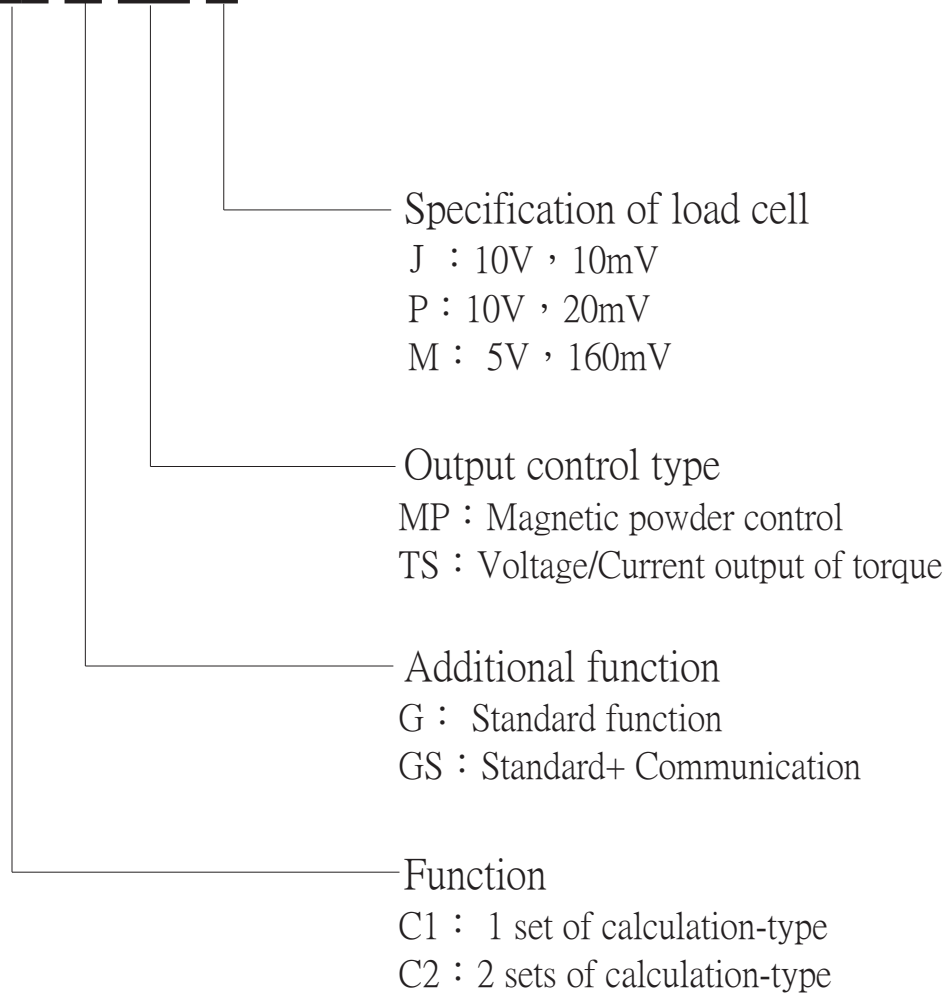 Specification of load cell
J ：10V，10mV
P：10V，20mV
M： 5V，160mV
Output control type
MP：Magnetic powder control
TS：Voltage/Current output of torque
Additional function
G： Standard function
GS：Standard+ Communication
Function
C1： 1 set of calculation-type
C2：2 sets of calculation-type